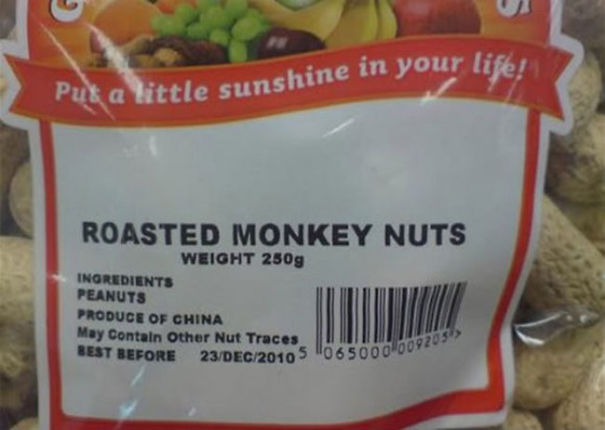 Put a little sunshine in your life!
ROASTED MONKEY NUTS
WEIGHT 250g
INGREDIENTS
PEANUTS
PRODUCE OF CHINA
May Contain Other Nut Traces
BEST BEFORE 23/DEC/2010
5 065000 009205 >